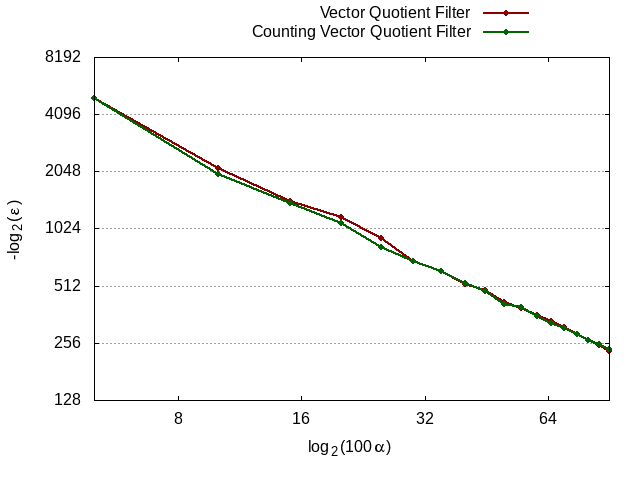 Vector Quotient Filter
Counting Vector Quotient Filter
8192
4096
2048
1024
512
256
128
-log₂(ε)
8 16 32 64
log₂(100α)